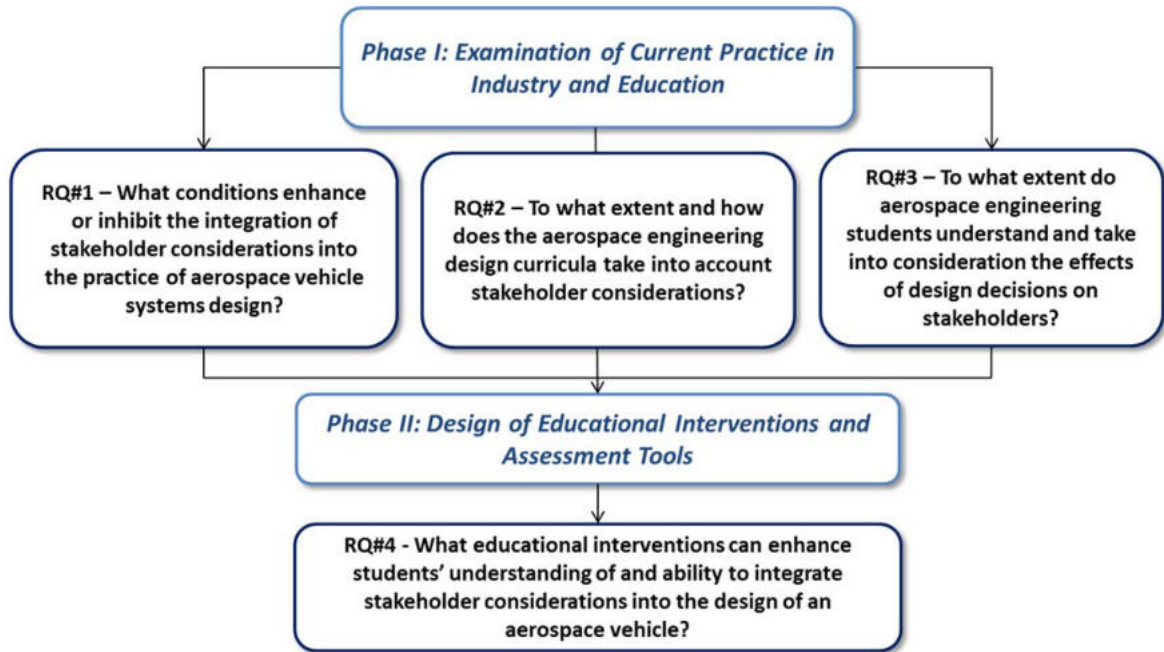 Phase I: Examination of Current Practice in
Industry and Education
RQ#1 – What conditions enhance
or inhibit the integration of
stakeholder considerations into
the practice of aerospace vehicle
systems design?
RQ#2 – To what extent and how
does the aerospace engineering
design curricula take into account
stakeholder considerations?
RQ#3 – To what extent do
aerospace engineering
students understand and take
into consideration the effects
of design decisions on
stakeholders?
Phase II: Design of Educational Interventions and
Assessment Tools
RQ#4 - What educational interventions can enhance
students’ understanding of and ability to integrate
stakeholder considerations into the design of an
aerospace vehicle?